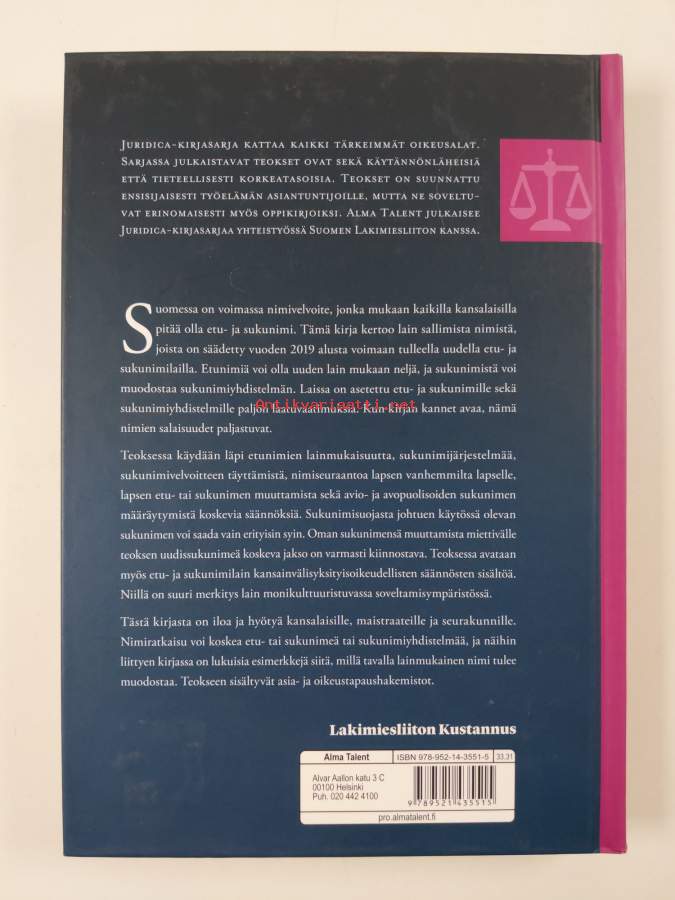 Juridica-kirjasarja kattaa kaikki tärkeimmät oikeusalat.
Sarjassa julkaistavat teokset ovat sekä käytännönläheisiä
että tieteellisesti korkeatasoisia. Teokset on suunnattu
ensisijaisesti työelämän asiantuntijoille, mutta ne soveltu-
vat erinomaisesti myös oppikirjoiksi. Alma Talent julkaisee
Juridica-kirjasarjaa yhteistyössä Suomen Lakimiesliiton kanssa.
Suomessa on voimassa nimivelvoite, jonka mukaan kaikilla kansalaisilla
pitää olla etu- ja sukunimi. Tämä kirja kertoo lain sallimista nimistä,
joista on säädetty vuoden 2019 alusta voimaan tulleella uudella etu- ja
sukunimilailla. Etunimiä voi olla uuden lain mukaan neljä, ja sukunimistä voi
muodostaa sukunimiyhdistelmän. Laissa on asetettu etu- ja sukunimille sekä
sukunimiyhdistelmille paljon laatuvaatimuksia. Kun kirjan kannet avaa, nämä
nimien salaisuudet paljastuvat.
Antikvariaatti.net
Teoksessa käydään läpi etunimien lainmukaisuutta, sukunimijärjestelmää,
sukunimivelvoitteen täyttämistä, nimiseuraantoa lapsen vanhemmilta lapselle,
lapsen etu- tai sukunimen muuttamista sekä avio- ja avopuolisoiden sukunimen
määräytymistä koskevia säännöksiä. Sukunimisuojasta johtuen käytössä olevan
sukunimen voi saada vain erityisin syin. Oman sukunimensä muuttamista miettivälle
teoksen uudissukunimeä koskeva jakso on varmasti kiinnostava. Teoksessa avataan
myös etu- ja sukunimilain kansainvälisyksityisoikeudellisten säännösten sisältöä.
Niillä on suuri merkitys lain monikulttuuristuvassa soveltamisympäristössä.
Tästä kirjasta on iloa ja hyötyä kansalaisille, maistraateille ja seurakunnille.
Nimiratkaisu voi koskea etu- tai sukunimeä tai sukunimiyhdistelmää, ja näihin
liittyen kirjassa on lukuisia esimerkkejä siitä, millä tavalla lainmukainen nimi tulee
muodostaa. Teokseen sisältyvät asia- ja oikeustapaushakemistot.
Lakimiesliiton Kustannus
Alma Talent ISBN 978-952-14-3551-5 33.31
Alvar Aallon katu 3 C
00100 Helsinki
Puh. 020 442 4100
9 789521 435515
pro.almatalent.fi